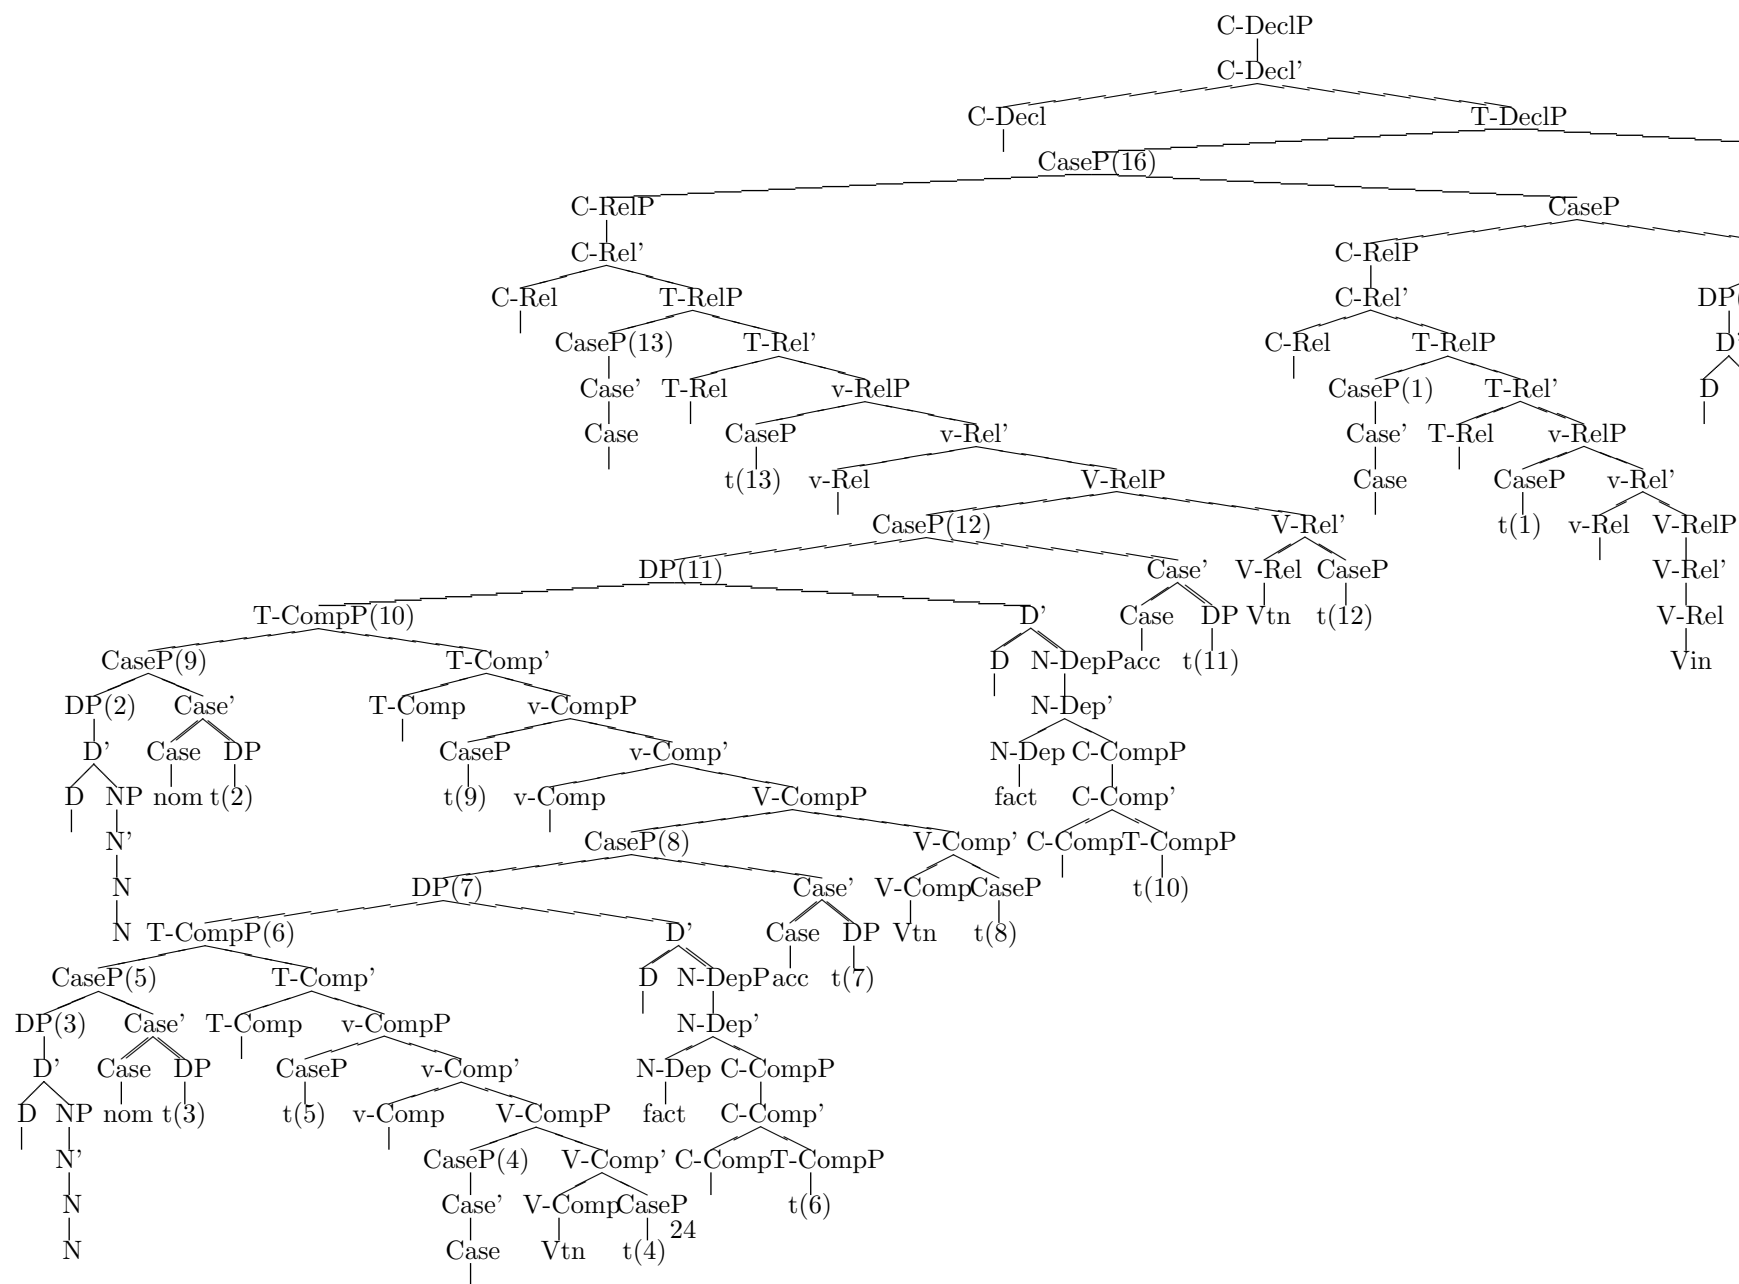 C-DeclP
C-Decl’
C-Decl T-DeclP
CaseP(16)
C-RelP CaseP
C-Rel’ C-RelP
C-Rel T-RelP C-Rel’ DP(
CaseP(13) T-Rel’ C-Rel T-RelP D’
Case’ T-Rel v-RelP CaseP(1) T-Rel’ D
Case CaseP v-Rel’ Case’ T-Rel v-RelP
t(13) v-Rel V-RelP Case CaseP v-Rel’
CaseP(12) V-Rel’ t(1) v-Rel V-RelP
DP(11) Case’ V-Rel CaseP V-Rel’
T-CompP(10) D’ Case DP Vtn t(12) V-Rel
CaseP(9) T-Comp’ D N-DepP acc t(11) Vin
DP(2) Case’ T-Comp v-CompP N-Dep’
D’ Case DP CaseP v-Comp’ N-Dep C-CompP
D NP nom t(2) t(9) v-Comp V-CompP fact C-Comp’
N’ CaseP(8) V-Comp’ C-Comp T-CompP
N DP(7) Case’ V-Comp CaseP t(10)
N T-CompP(6) D’ Case DP Vtn t(8)
CaseP(5) T-Comp’ D N-DepP acc t(7)
DP(3) Case’ T-Comp v-CompP N-Dep’
D’ Case DP CaseP v-Comp’ N-Dep C-CompP
D NP nom t(3) t(5) v-Comp V-CompP fact C-Comp’
N’ CaseP(4) V-Comp’ C-Comp T-CompP
N Case’ V-Comp CaseP t(6)
24
N Case Vtn t(4)